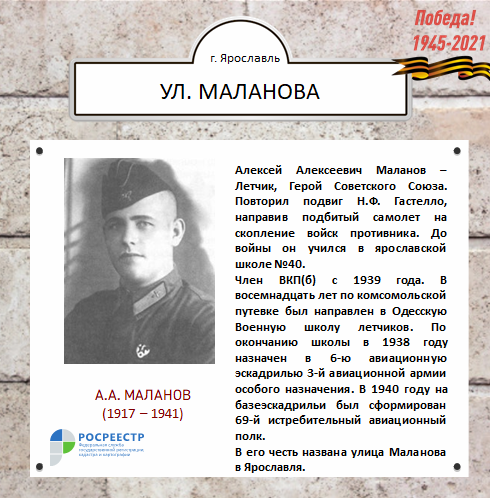 Победа!
1945-2021
г. Ярославль
УЛ. МАЛАНОВА
Алексей Алексеевич Маланов –
Летчик, Герой Советского Союза.
Повторил подвиг Н.Ф. Гастелло,
направив подбитый самолет на
скопление войск противника. До
войны он учился в ярославской
школе №40.
Член ВКП(б) с 1939 года. В
восемнадцать лет по комсомольской
путевке был направлен в Одесскую
Военную школу летчиков. По
окончанию школы в 1938 году
назначен в 6-ю авиационную
эскадрилью 3-й авиационной армии
особого назначения. В 1940 году на
базеэскадрильи был сформирован
69-й истребительный авиационный
полк.
В его честь названа улица Маланова
в Ярославля.
А.А. МАЛАНОВ
(1917 – 1941)
РОСРЕЕСТР
Федеральная служба
государственной регистрации,
кадастра и картографии